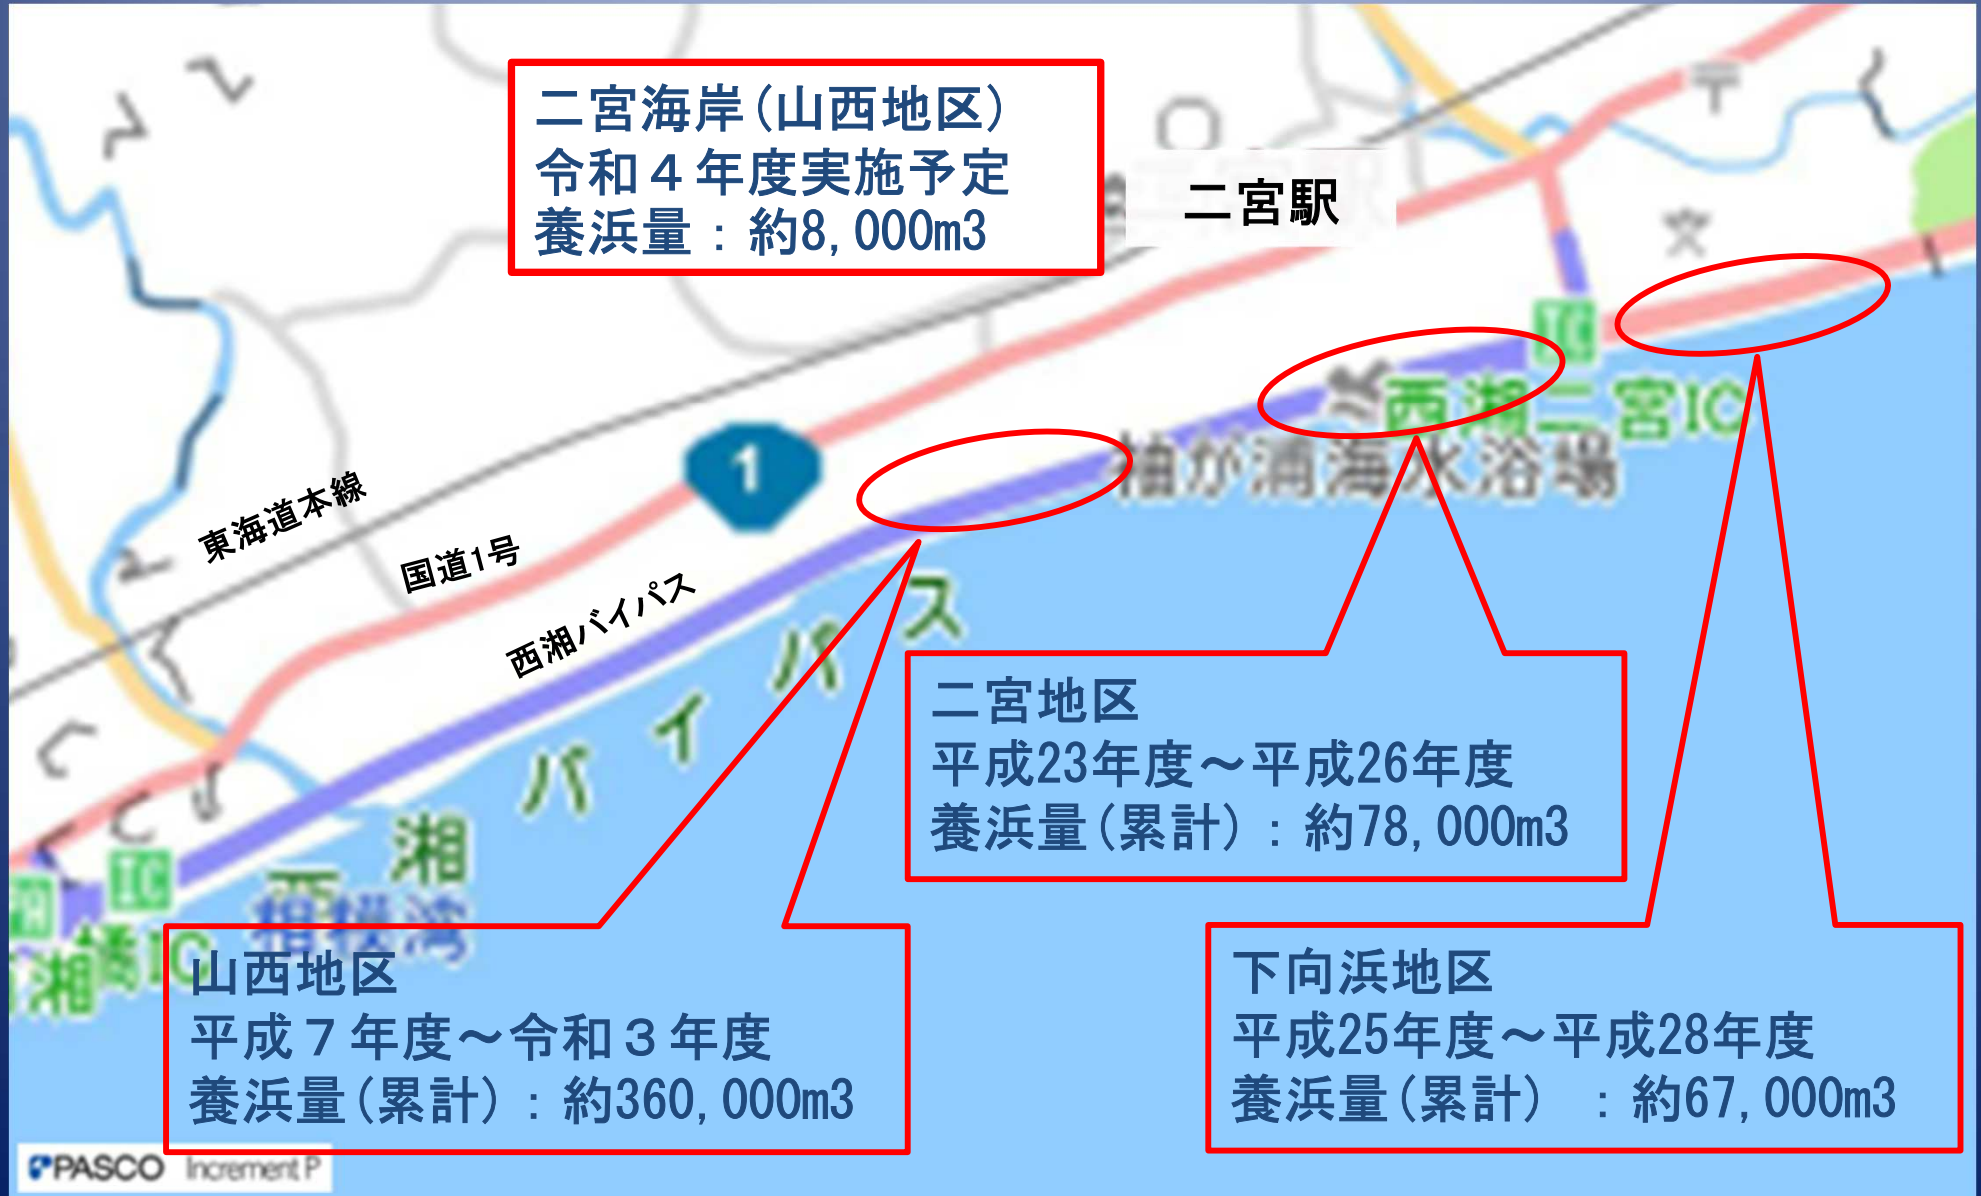 二宮海岸(山西地区)
令和４年度実施予定
養浜量：約8,000m3
二宮駅
IC
西湘二宮IC
袖が浦海水浴場
1
東海道本線
国道1号
西湘バイパス
西湘バイパス
二宮地区
平成23年度～平成26年度
養浜量(累計)：約78,000m3
IC
橘IC
相模湾
山西地区
平成７年度～令和３年度
養浜量(累計)：約360,000m3
下向浜地区
平成25年度～平成28年度
養浜量(累計) ：約67,000m3
PASCO Increment P